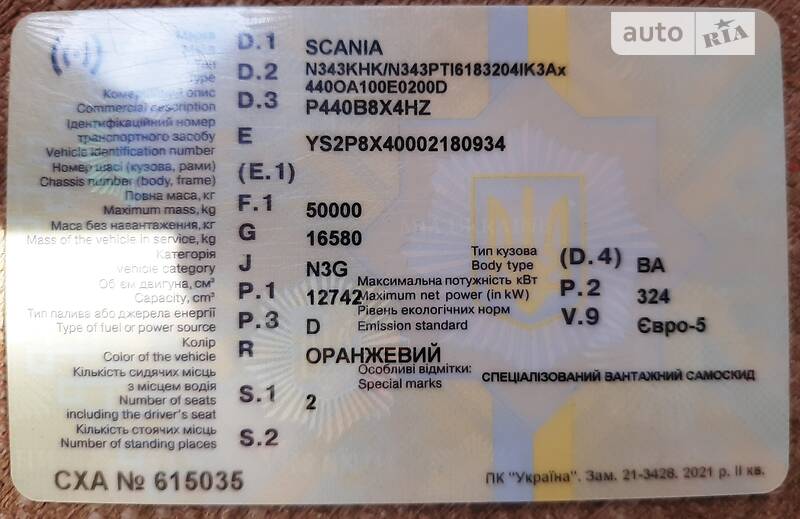 auto RIA
Марка D.1 SCANIA
Тип D.2 N343KHK/N343PTI6183204IK3Ax
Type 440OA100E0200D
Комерційний опис D.3 P440B8X4HZ
Commercial description
Ідентифікаційний номер
транспортного засобу E YS2P8X40002180934
Vehicle identification number
Номер шасі (кузова, рами) (E.1)
Chassis number (body, frame)
Повна маса, кг F.1 50000
Maximum mass, kg
Маса без навантаження, кг G 16580
Mass of the vehicle in service, kg
Категорія J N3G Тип кузова (D.4) BA
vehicle category Body type
Об'єм двигуна, см³ P.1 12742 Максимальна потужність кВт P.2 324
Capacity, cm³ Maximum net power (in kW)
Тип палива або джерела енергії P.3 D Рівень екологічних норм V.9 Євро-5
Type of fuel or power source Emission standard
Колір R ОРАНЖЕВИЙ
Color of the vehicle Особливі відмітки: СПЕЦІАЛІЗОВАНИЙ ВАНТАЖНИЙ САМОСКИД
Кількість сидячих місць Special marks
з місцем водія S.1 2
Number of seats
including the driver's seat
Кількість стоячих місць S.2
Number of standing places
СХА № 615035 ПК "Україна". Зам. 21-3428. 2021 р. II кв.